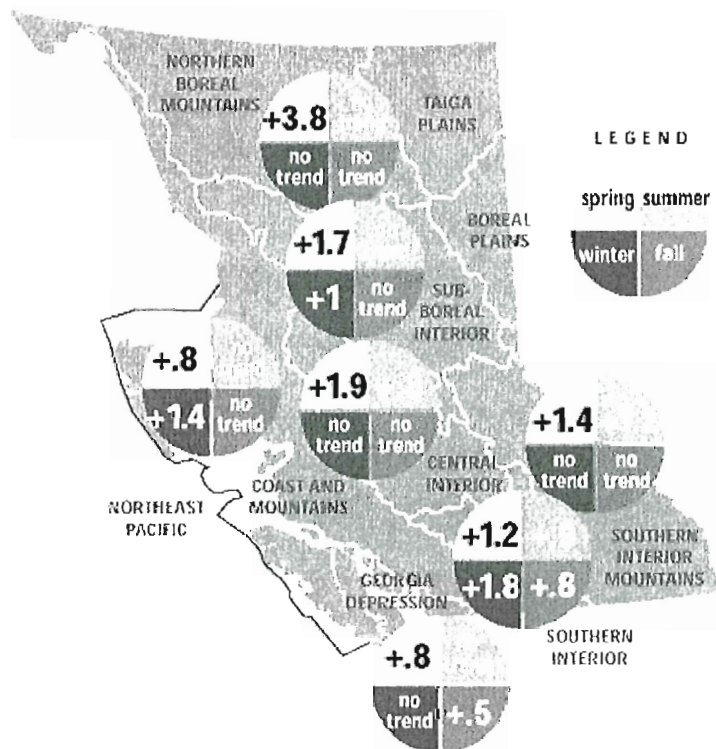 NORTHERN
BOREAL
MOUNTAINS
TAIGA
PLAINS
+3.8
no
trend
no
trend
LEGEND
spring summer
winter
fall
BOREAL
PLAINS
+1.7
+1
no
trend
SUB-
BOREAL
INTERIOR
+.8
+1.4
no
trend
+1.9
no
trend
no
trend
+1.4
no
trend
no
trend
CENTRAL
INTERIOR
COAST AND
MOUNTAINS
NORTHEAST
PACIFIC
+1.2
+1.8
+.8
SOUTHERN
INTERIOR
MOUNTAINS
GEORGIA
DEPRESSION
SOUTHERN
INTERIOR
+.8
no
trend
+.5